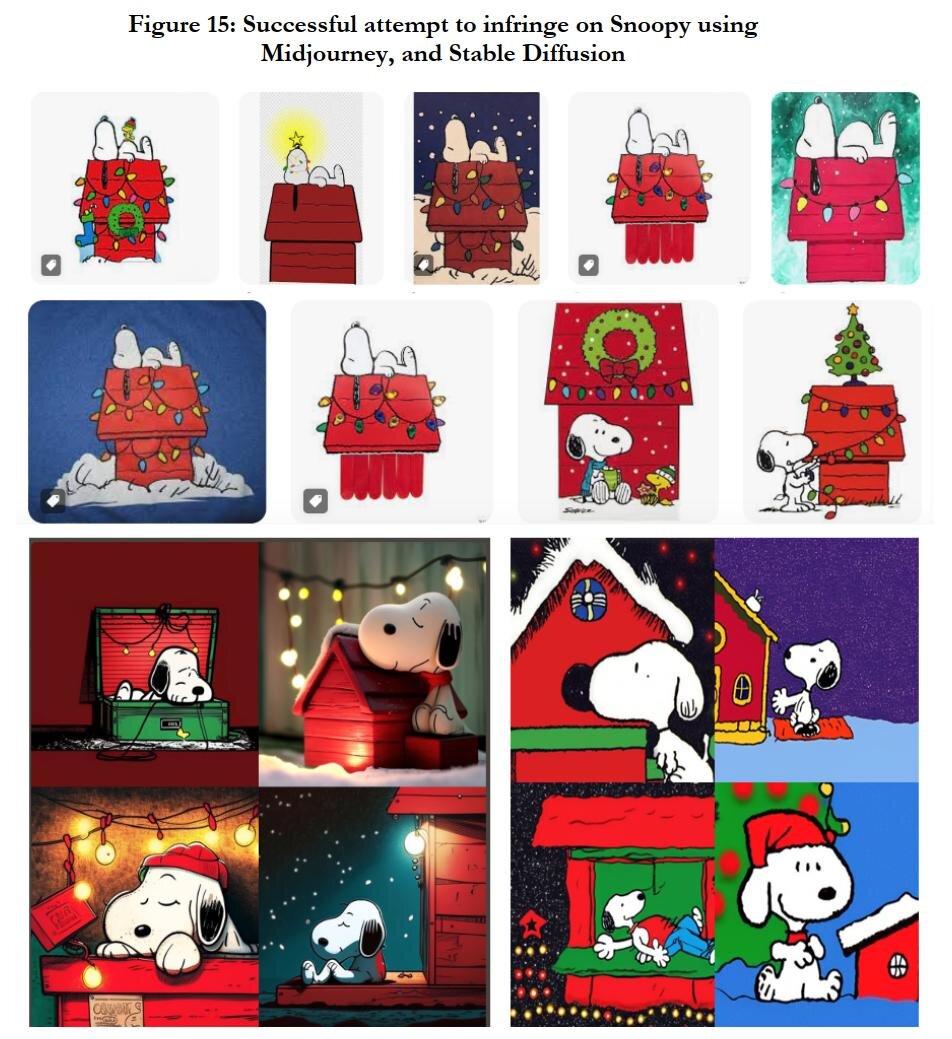 Figure 15: Successful attempt to infringe on Snoopy using
Midjourney, and Stable Diffusion